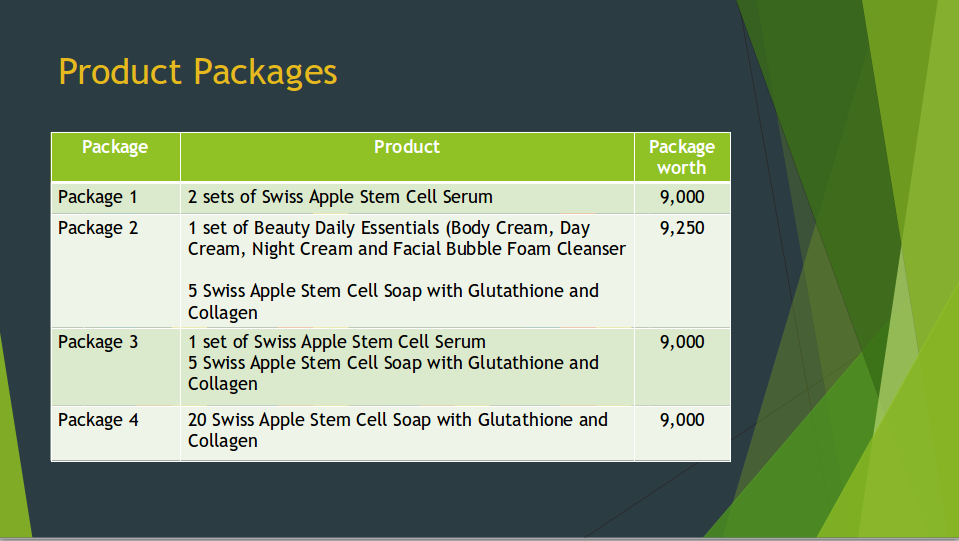 Product Packages
Package Product Package
worth
Package 1 2 sets of Swiss Apple Stem Cell Serum 9,000
Package 2 1 set of Beauty Daily Essentials (Body Cream, Day 9,250
Cream, Night Cream and Facial Bubble Foam Cleanser
5 Swiss Apple Stem Cell Soap with Glutathione and
Collagen
Package 3 1 set of Swiss Apple Stem Cell Serum 9,000
5 Swiss Apple Stem Cell Soap with Glutathione and
Collagen
Package 4 20 Swiss Apple Stem Cell Soap with Glutathione and 9,000
Collagen